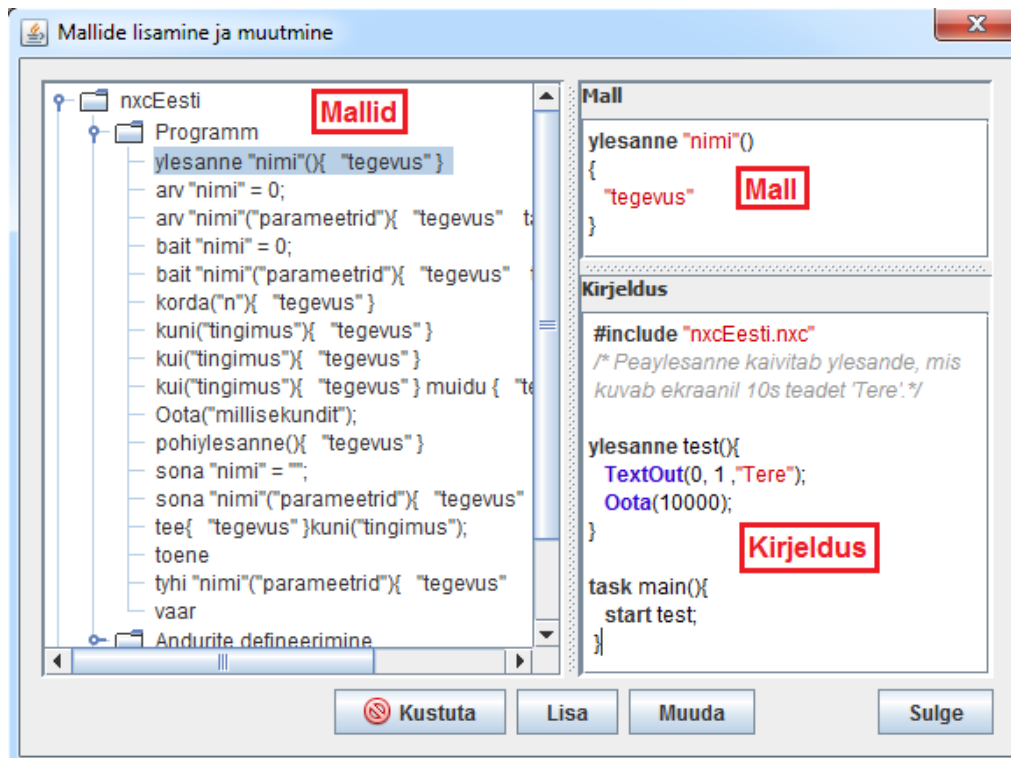 Mallide lisamine ja muutmine
nxcEesti
Mallid
Programm
ylesanne "nimi"(){ "tegevus" }
arv "nimi" = 0;
arv "nimi"("parameetrid"){ "tegevus"
bait "nimi" = 0;
bait "nimi"("parameetrid"){ "tegevus"
korda("n"){ "tegevus" }
kuni("tingimus"){ "tegevus" }
kui("tingimus"){ "tegevus" }
kui("tingimus"){ "tegevus" } muidu { "te
Oota("millisekundit");
pohiylesanne(){ "tegevus" }
sona "nimi" = "";
sona "nimi"("parameetrid"){ "tegevus"
tee{ "tegevus" }kuni("tingimus");
toene
tyhi "nimi"("parameetrid"){ "tegevus"
vaar
Andurite defineerimine
Mall
ylesanne "nimi"()
{
"tegevus"
}
Mall
Kirjeldus
#include "nxcEesti.nxc"
/* Peaylesanne kaivitab ylesande, mis
kuvab ekraanil 10s teadet 'Tere'.*/
ylesanne test(){
TextOut(0, 1 ,"Tere");
Oota(10000);
}
Kirjeldus
task main(){
start test;
}
Kustuta
Lisa
Muuda
Sulge